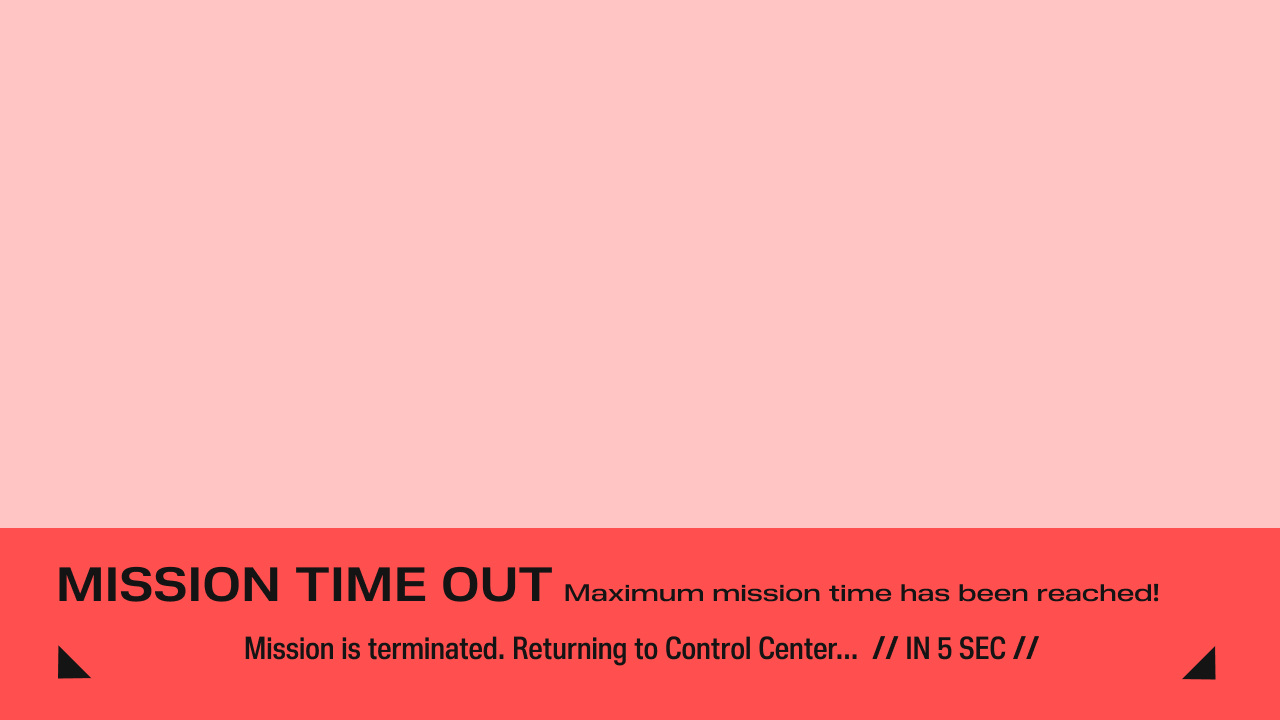 MISSION TIME OUT Maximum mission time has been reached!
Mission is terminated. Returning to Control Center... // IN 5 SEC //